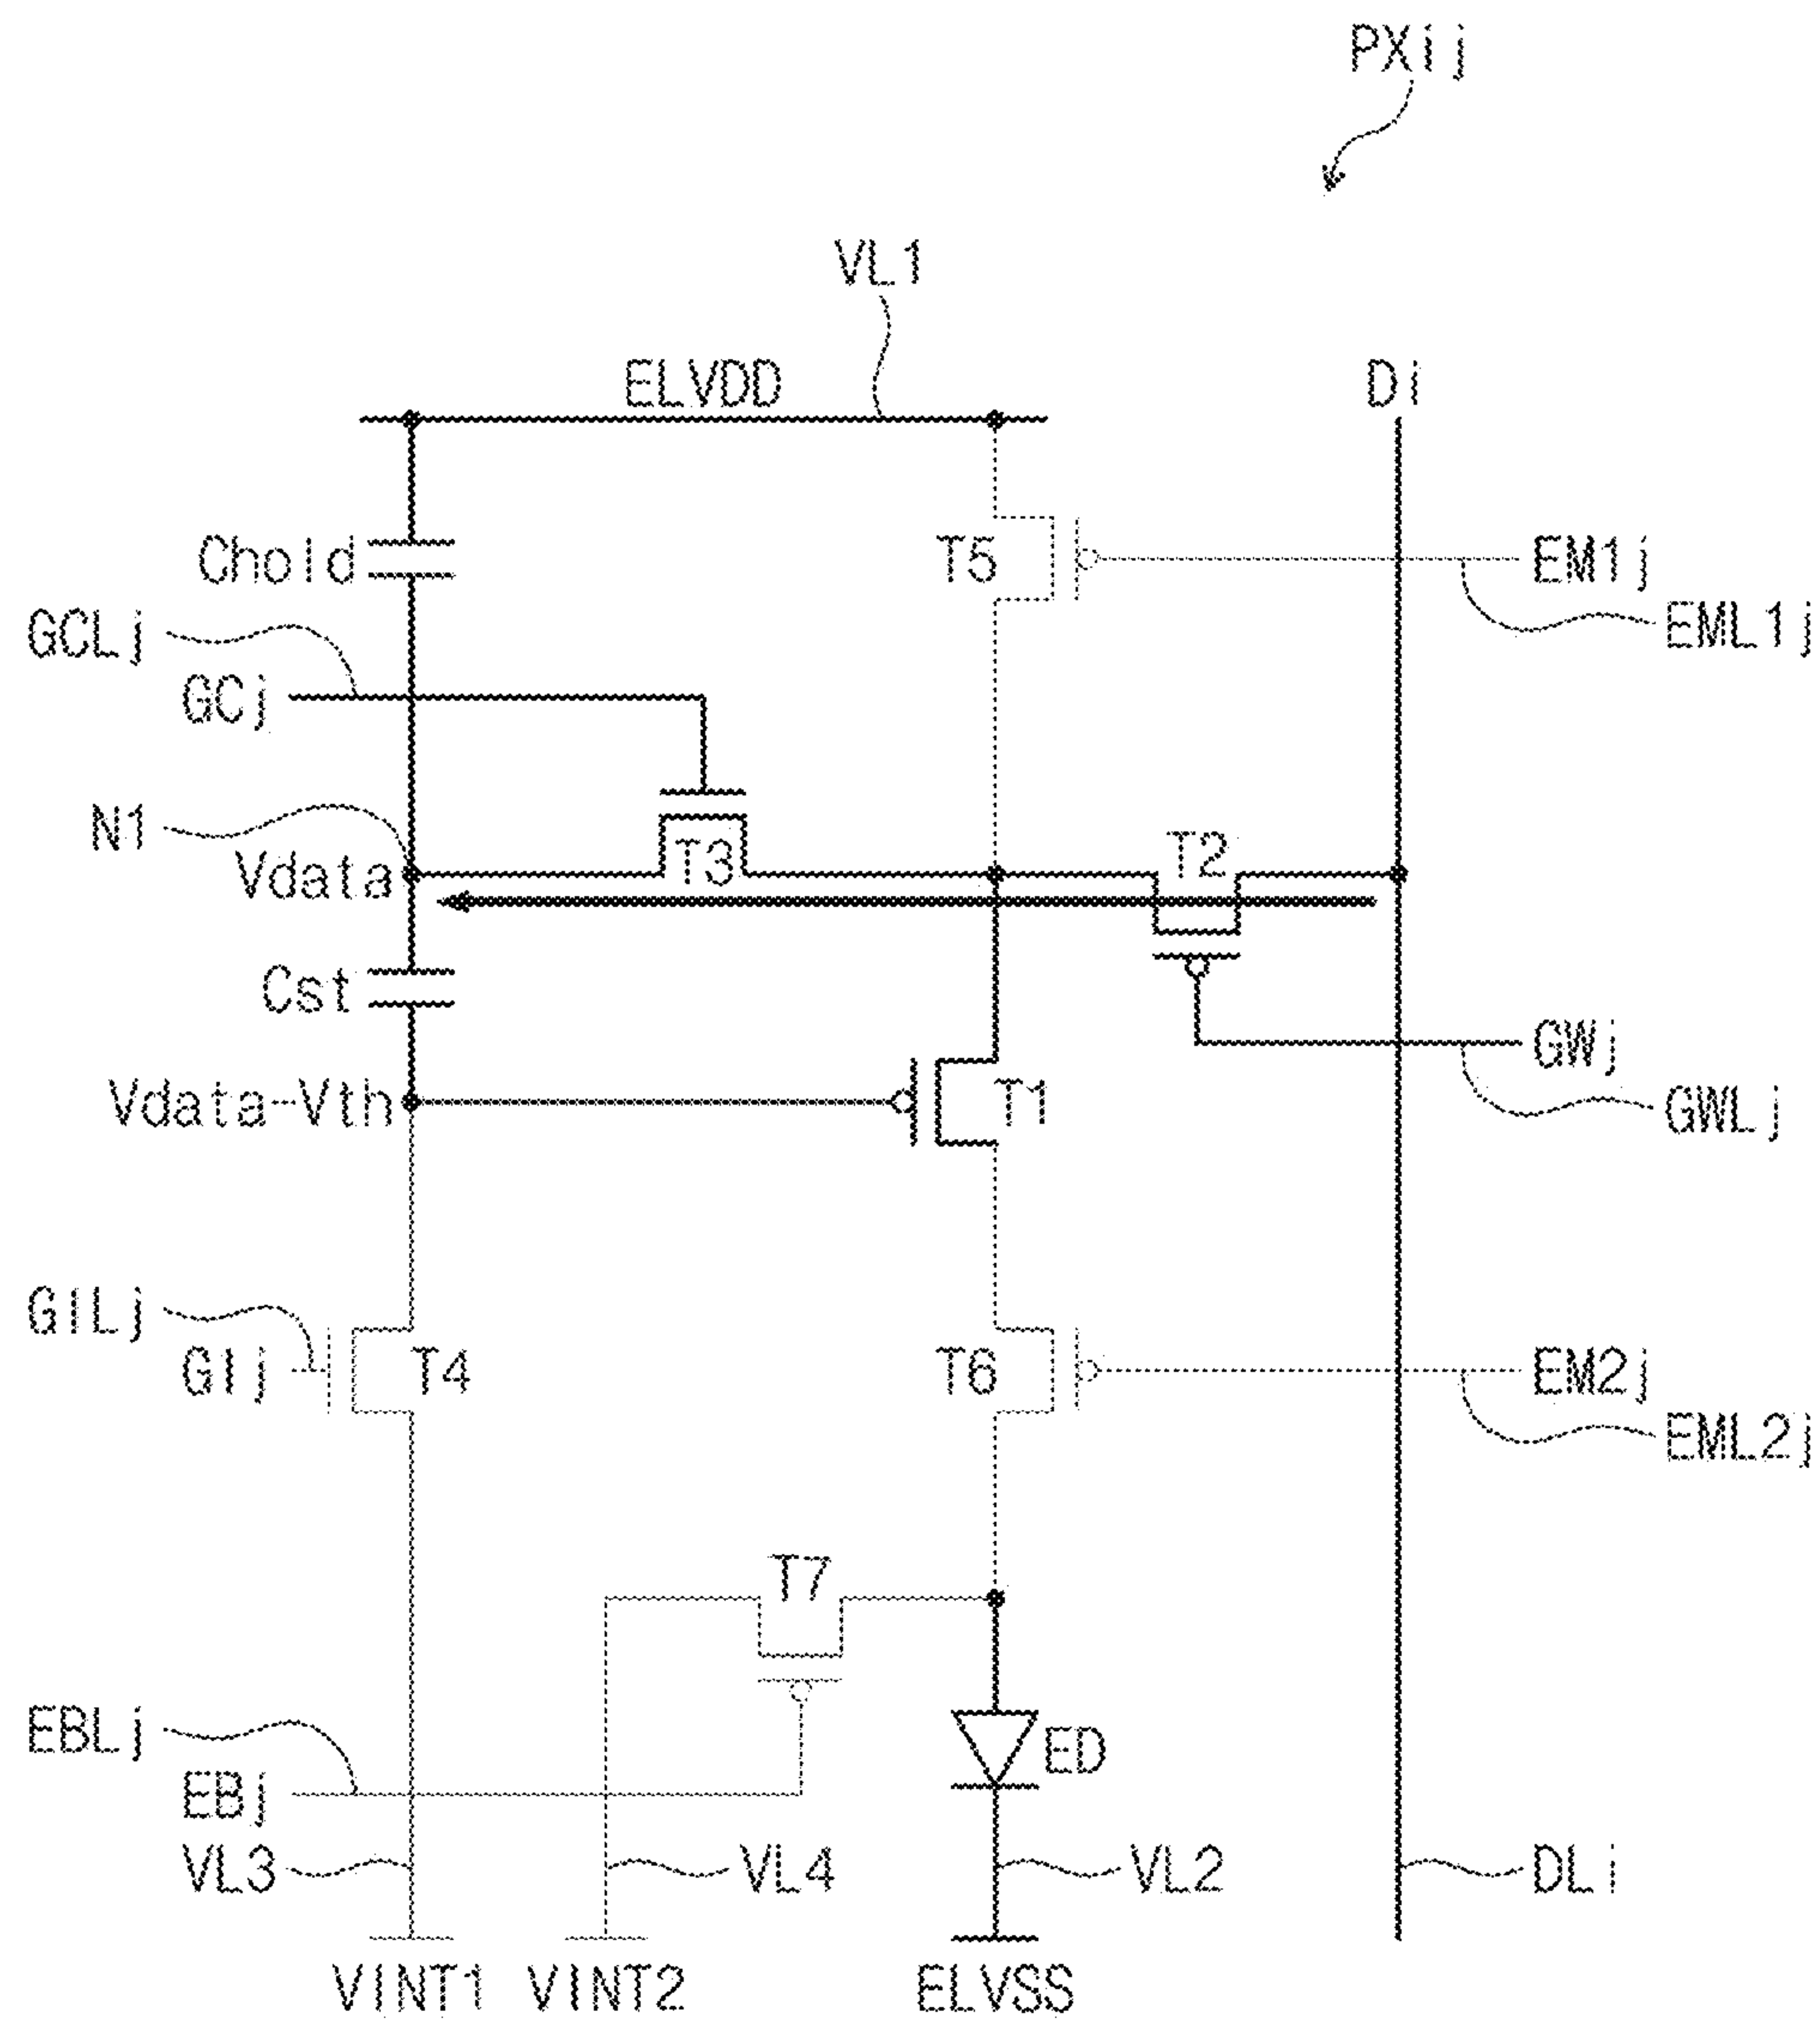 PXij
VL1
ELVDD
Di
Chold
T5
EM1j
EML1j
GCLj
GCj
N1
Vdata
T3
T2
Cst
GWj
GWLj
Vdata-Vth
T1
GILj
GIj
T4
T6
EM2j
EML2j
T7
EBLj
EBj
ED
VL3
VL4
VL2
DLi
VINT1
VINT2
ELVSS